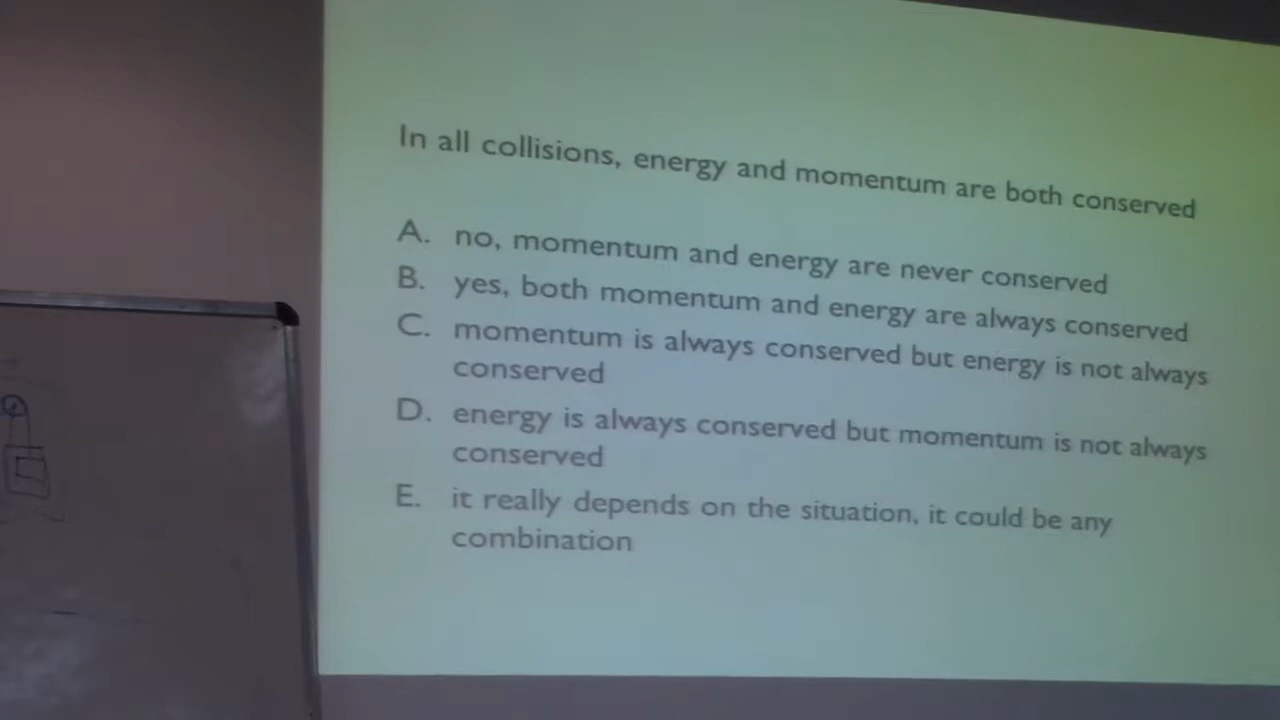 In all collisions, energy and momentum are both conserved
A. no, momentum and energy are never conserved
B. yes, both momentum and energy are always conserved
C. momentum is always conserved but energy is not always
conserved
D. energy is always conserved but momentum is not always
conserved
E. it really depends on the situation, it could be any
combination